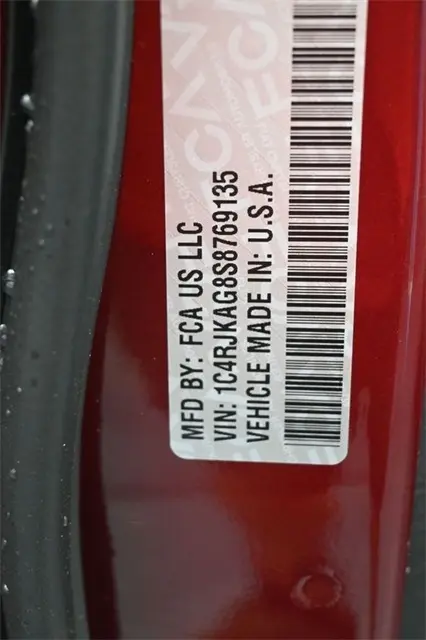 MFD BY: FCA US LLC
VIN: 1C4RJKAG8S8769135
VEHICLE MADE IN: U.S.A.